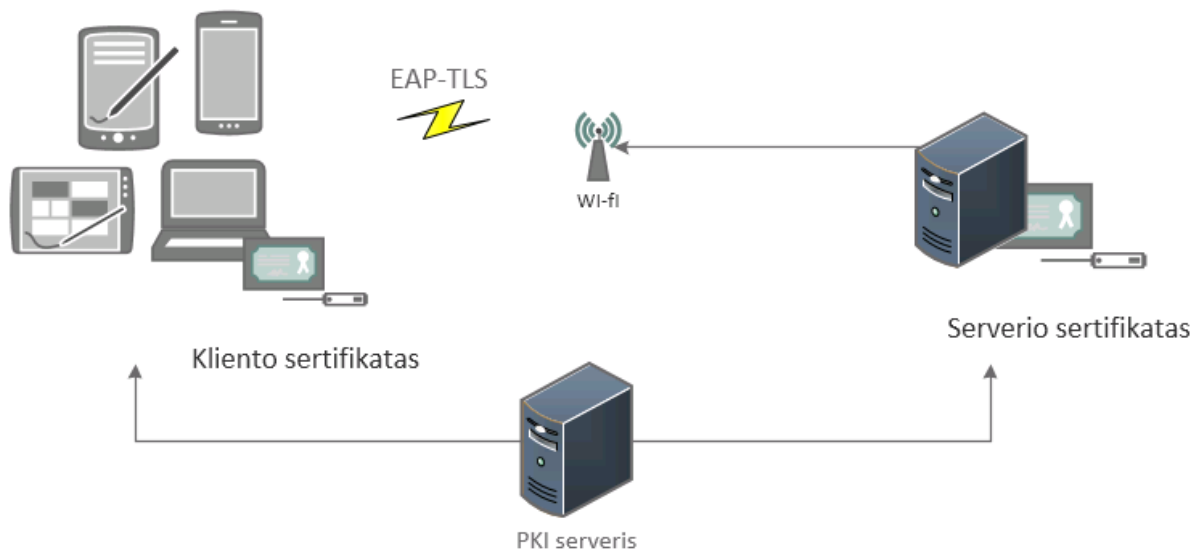 EAP-TLS
WI-fI
Serverio sertifikatas
Kliento sertifikatas
PKI serveris